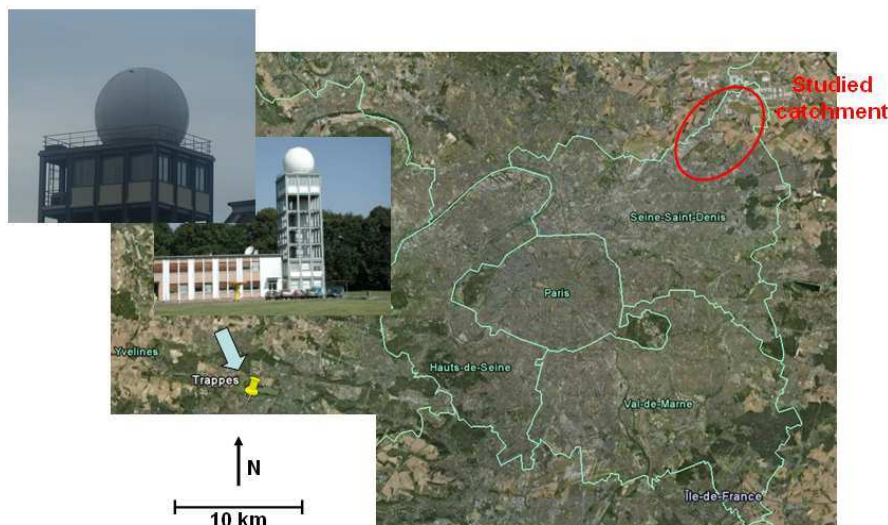 Studied
catchment
Seine-Saint-Denis
Paris
Yvelines
Trappes
Hauts-de-Seine
Val-de-Marne
Île-de-France
N
10 km